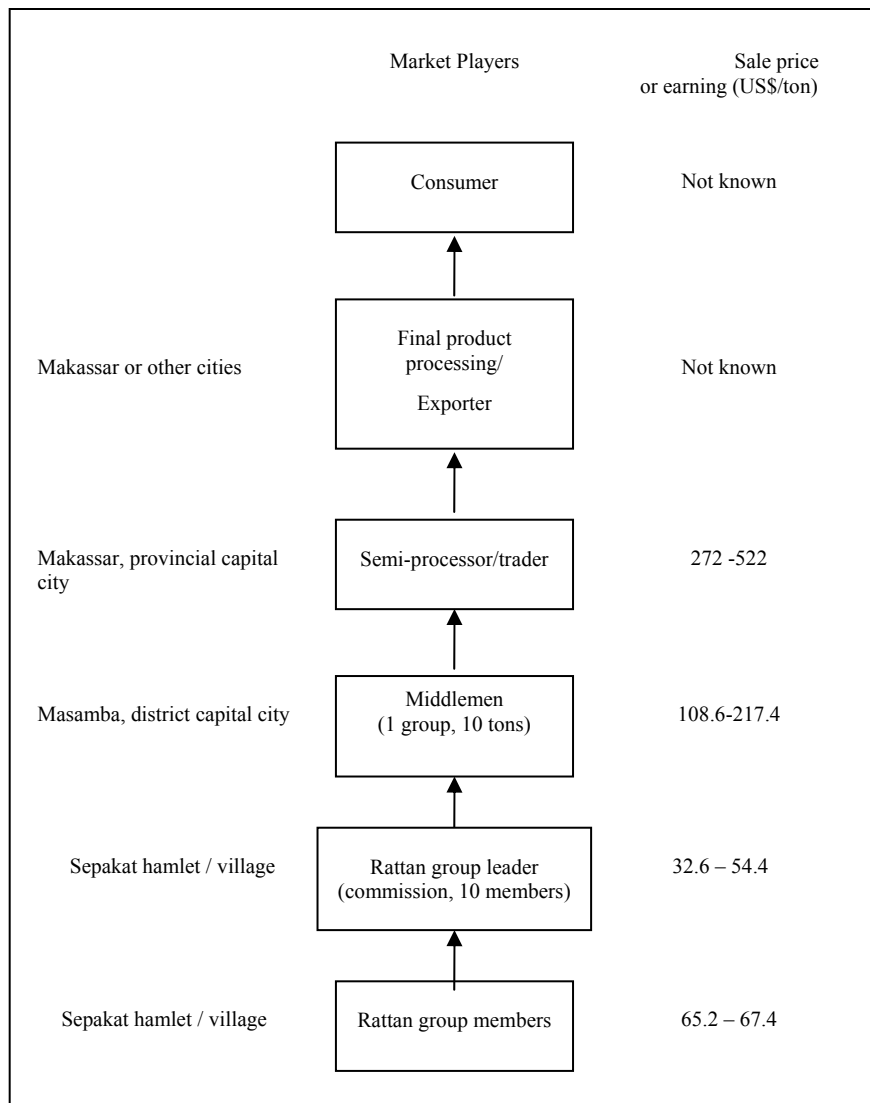 Market Players
Sale price
or earning (US$/ton)
Consumer
Not known
Makassar or other cities
Final product
processing/
Exporter
Not known
Makassar, provincial capital
city
Semi-processor/trader
272 -522
Masamba, district capital city
Middlemen
(1 group, 10 tons)
108.6-217.4
Sepakat hamlet / village
Rattan group leader
(commission, 10 members)
32.6 – 54.4
Sepakat hamlet / village
Rattan group members
65.2 – 67.4